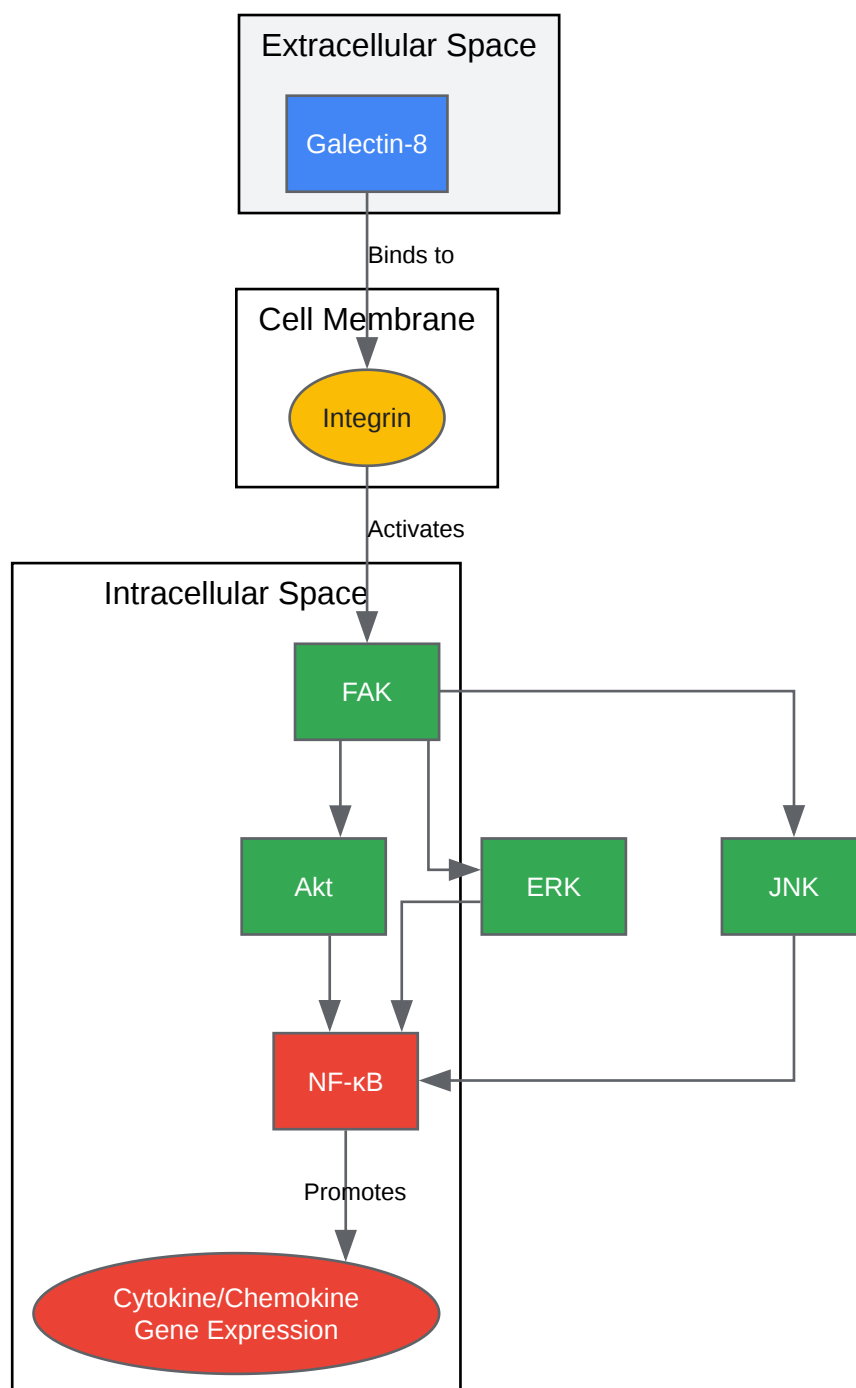 Extracellular Space
Galectin-8
Binds to
Cell Membrane
Integrin
Activates
Intracellular Space
FAK
Akt
ERK
JNK
NF-κB
Promotes
Cytokine/Chemokine
Gene Expression